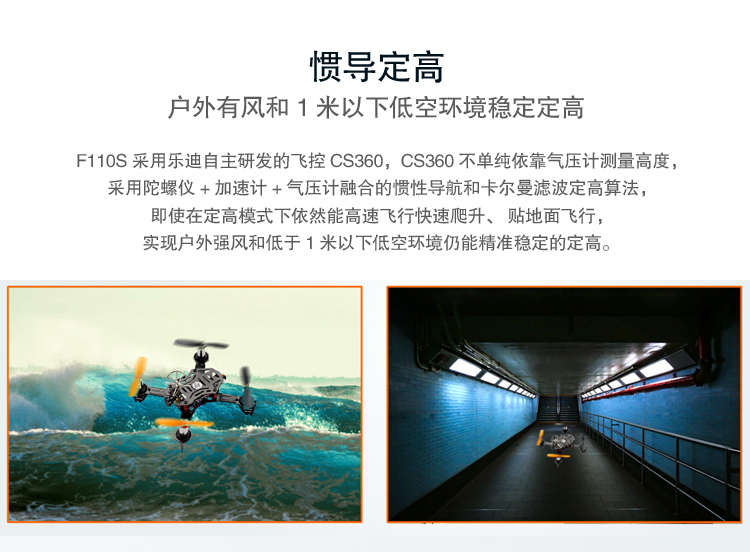 惯导定高
户外有风和 1 米以下低空环境稳定定高
F110S 采用乐迪自主研发的飞控 CS360，CS360 不单纯依靠气压计测量高度，
采用陀螺仪 + 加速计 + 气压计融合的惯性导航和卡尔曼滤波定高算法，
即使在定高模式下依然能高速飞行快速爬升、 贴地面飞行，
实现户外强风和低于 1 米以下低空环境仍能精准稳定的定高。